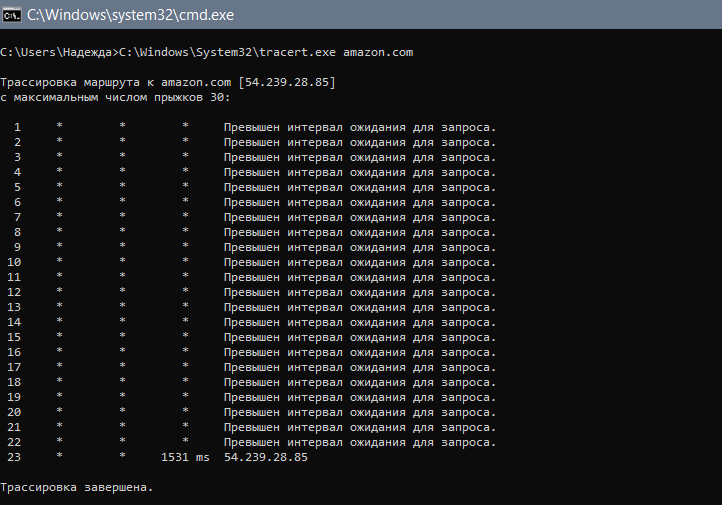 C:\Windows\system32\cmd.exe
C:\Users\Надежда>C:\Windows\System32\tracert.exe amazon.com
Трассировка маршрута к amazon.com [54.239.28.85]
с максимальным числом прыжков 30:
1 * * * Превышен интервал ожидания для запроса.
2 * * * Превышен интервал ожидания для запроса.
3 * * * Превышен интервал ожидания для запроса.
4 * * * Превышен интервал ожидания для запроса.
5 * * * Превышен интервал ожидания для запроса.
6 * * * Превышен интервал ожидания для запроса.
7 * * * Превышен интервал ожидания для запроса.
8 * * * Превышен интервал ожидания для запроса.
9 * * * Превышен интервал ожидания для запроса.
10 * * * Превышен интервал ожидания для запроса.
11 * * * Превышен интервал ожидания для запроса.
12 * * * Превышен интервал ожидания для запроса.
13 * * * Превышен интервал ожидания для запроса.
14 * * * Превышен интервал ожидания для запроса.
15 * * * Превышен интервал ожидания для запроса.
16 * * * Превышен интервал ожидания для запроса.
17 * * * Превышен интервал ожидания для запроса.
18 * * * Превышен интервал ожидания для запроса.
19 * * * Превышен интервал ожидания для запроса.
20 * * * Превышен интервал ожидания для запроса.
21 * * * Превышен интервал ожидания для запроса.
22 * * * Превышен интервал ожидания для запроса.
23 * * 1531 ms 54.239.28.85
Трассировка завершена.